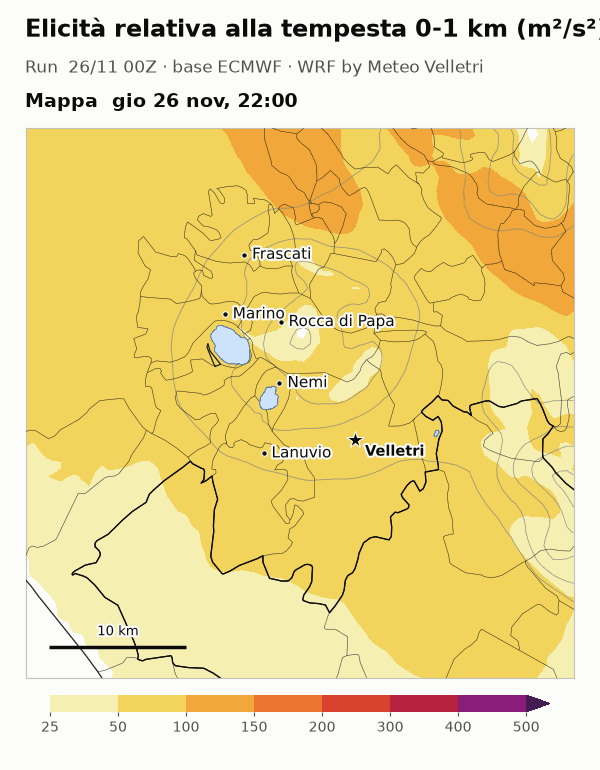 Elicità relativa alla tempesta 0-1 km (m²/s²)
Run 26/11 00Z · base ECMWF · WRF by Meteo Velletri
Mappa gio 26 nov, 22:00
Frascati
Marino
Rocca di Papa
Nemi
Velletri
Lanuvio
10 km
25 50 100 150 200 300 400 500